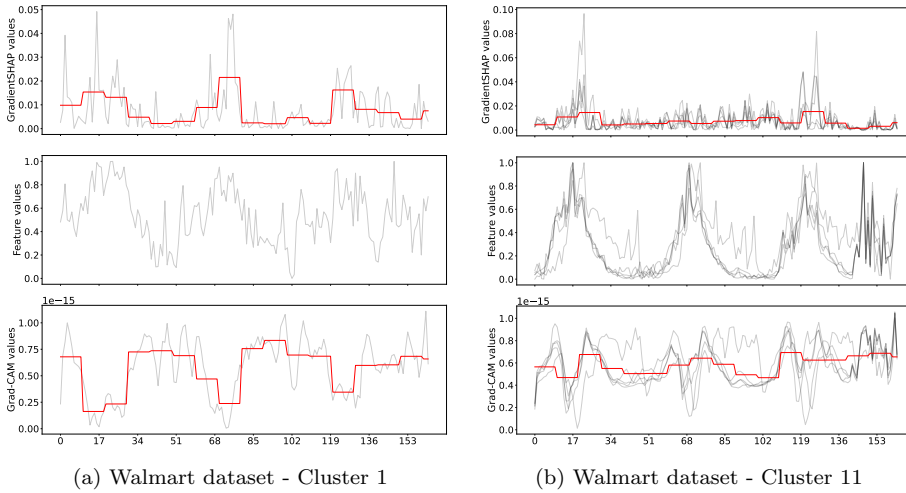 0.05
0.04
0.03
0.02
0.01
0.00
GradientSHAP values
1.0
0.8
0.6
0.4
0.2
0.0
Feature values
1e−15
1.00
0.75
0.50
0.25
0.00
Grad-CAM values
0 17 34 51 68 85 102 119 136 153
(a) Walmart dataset - Cluster 1
0.10
0.08
0.06
0.04
0.02
0.00
GradientSHAP values
1.0
0.8
0.6
0.4
0.2
0.0
Feature values
1e−15
1.0
0.8
0.6
0.4
0.2
0.0
Grad-CAM values
0 17 34 51 68 85 102 119 136 153
(b) Walmart dataset - Cluster 11